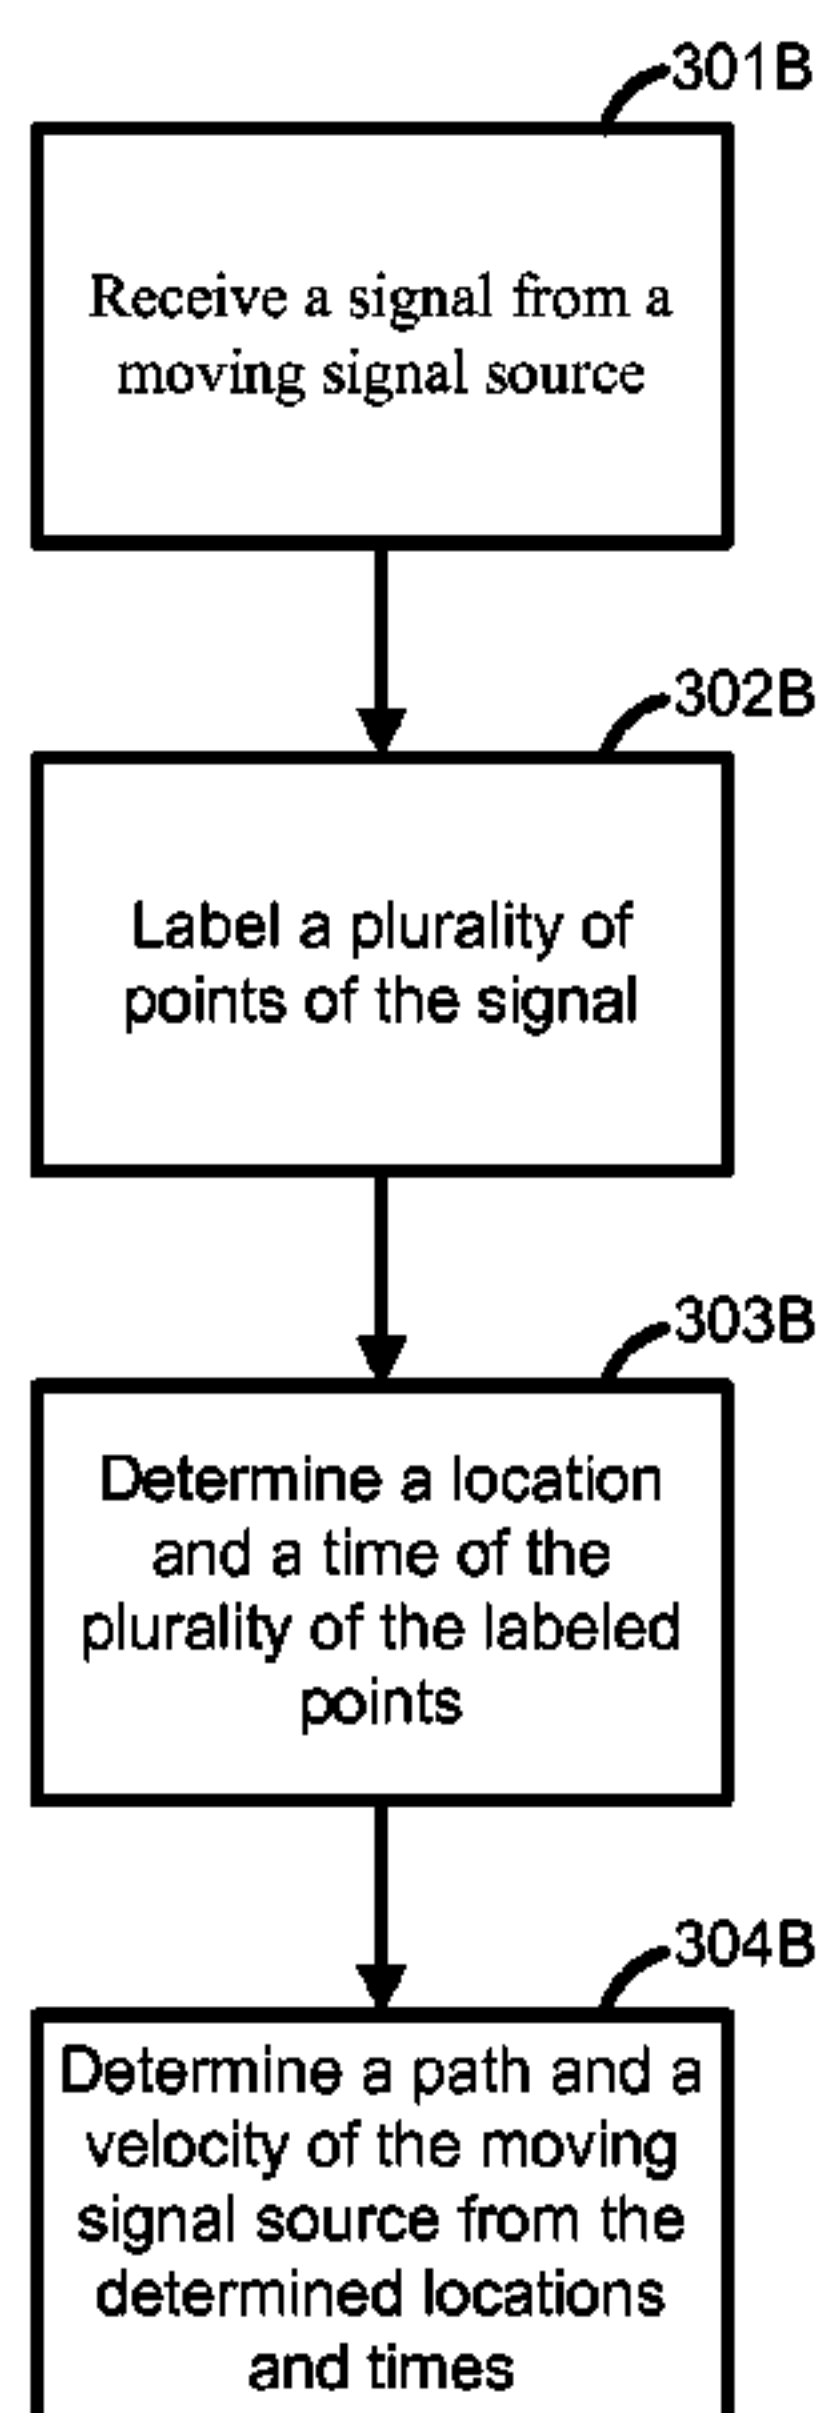 301B
Receive a signal from a
moving signal source
302B
Label a plurality of
points of the signal
303B
Determine a location
and a time of the
plurality of the labeled
points
304B
Determine a path and a
velocity of the moving
signal source from the
determined locations
and times